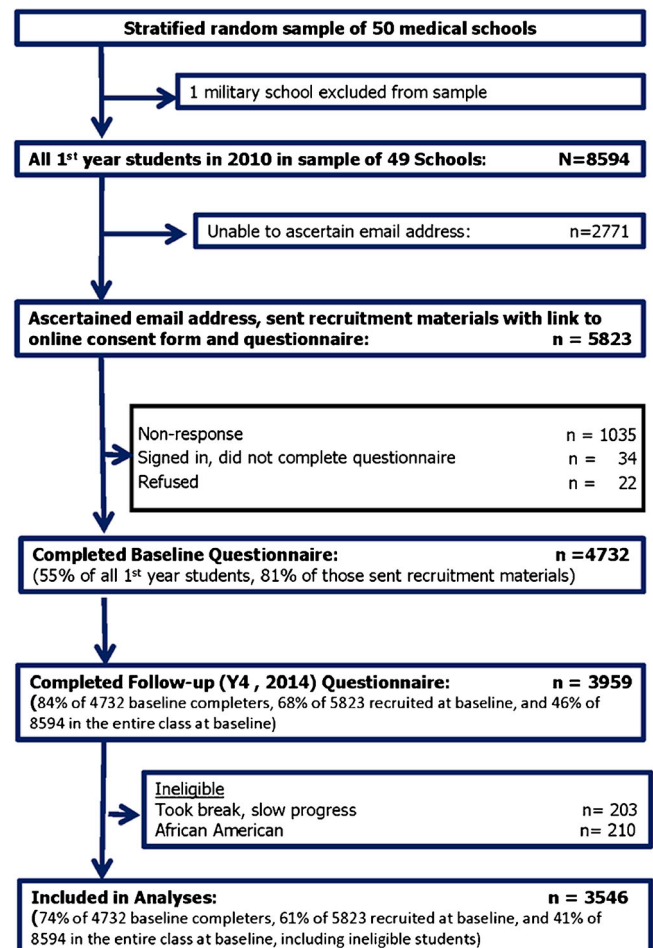 Stratified random sample of 50 medical schools
1 military school excluded from sample
All 1st year students in 2010 in sample of 49 Schools: N=8594
Unable to ascertain email address: n=2771
Ascertained email address, sent recruitment materials with link to
online consent form and questionnaire: n = 5823
Non-response n = 1035
Signed in, did not complete questionnaire n = 34
Refused n = 22
Completed Baseline Questionnaire: n =4732
(55% of all 1st year students, 81% of those sent recruitment materials)
Completed Follow-up (Y4 , 2014) Questionnaire: n = 3959
(84% of 4732 baseline completers, 68% of 5823 recruited at baseline, and 46% of
8594 in the entire class at baseline)
Ineligible
Took break, slow progress n= 203
African American n= 210
Included in Analyses: n = 3546
(74% of 4732 baseline completers, 61% of 5823 recruited at baseline, and 41% of
8594 in the entire class at baseline, including ineligible students)